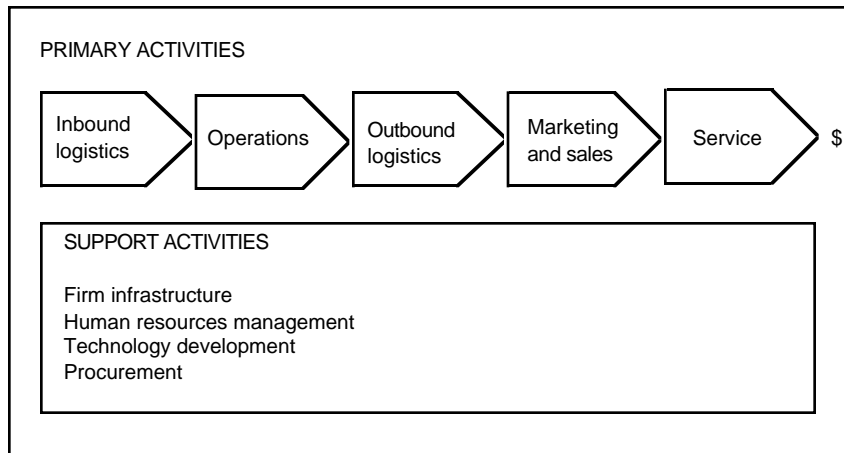 PRIMARY ACTIVITIES
Inbound
logistics
Operations
Outbound
logistics
Marketing
and sales
Service
$
SUPPORT ACTIVITIES
Firm infrastructure
Human resources management
Technology development
Procurement